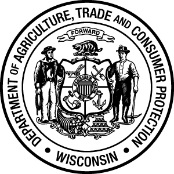 DEPARTMENT OF AGRICULTURE, TRADE AND CONSUMER PROTECTION
FORWARD
• WISCONSIN •